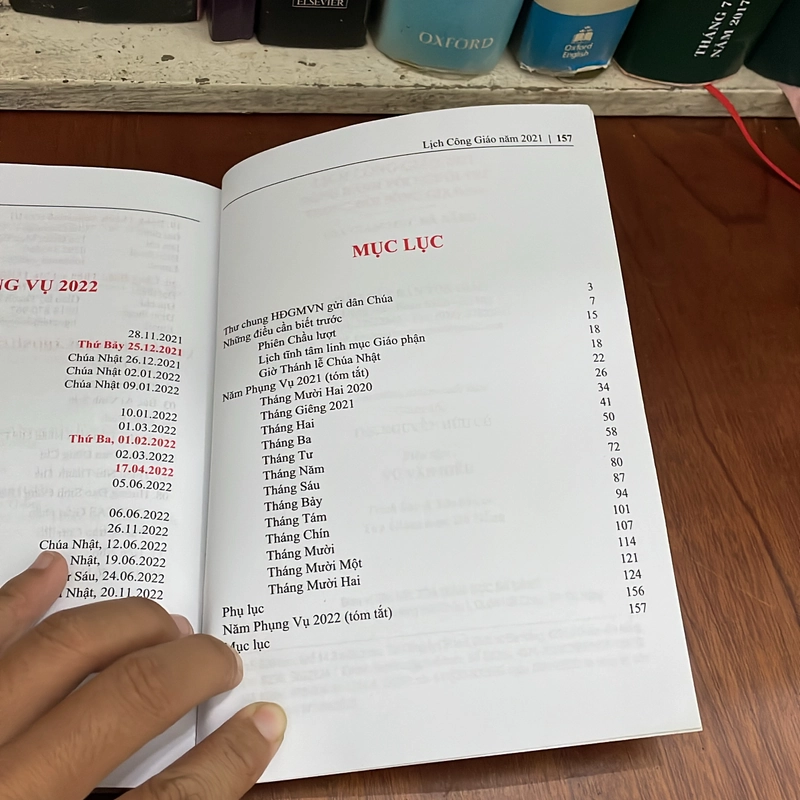 ELSEVIER
OXFORD
Oxford
English
THÁNG 7
NĂM 2017
NG VỤ 2022
28.11.2021
Thứ Bảy 25.12.2021
Chúa Nhật 26.12.2021
Chúa Nhật 02.01.2022
Chúa Nhật 09.01.2022
10.01.2022
01.03.2022
Thứ Ba, 01.02.2022
02.03.2022
17.04.2022
05.06.2022
06.06.2022
26.11.2022
Chúa Nhật, 12.06.2022
Nhật, 19.06.2022
Sáu, 24.06.2022
Nhật, 20.11.2022
Lịch Công Giáo năm 2021 | 157
MỤC LỤC
Thư chung HĐGMVN gửi dân Chúa 3
Những điều cần biết trước 7
Phiên Chầu lượt 15
Lịch tĩnh tâm linh mục Giáo phận 18
Giờ Thánh lễ Chúa Nhật 18
Năm Phụng Vụ 2021 (tóm tắt) 22
Tháng Mười Hai 2020 26
Tháng Giêng 2021 34
Tháng Hai 41
Tháng Ba 50
Tháng Tư 58
Tháng Năm 72
Tháng Sáu 80
Tháng Bảy 87
Tháng Tám 94
Tháng Chín 101
Tháng Mười 107
Tháng Mười Một 114
Tháng Mười Hai 121
Phụ lục 124
Năm Phụng Vụ 2022 (tóm tắt) 156
Mục lục 157